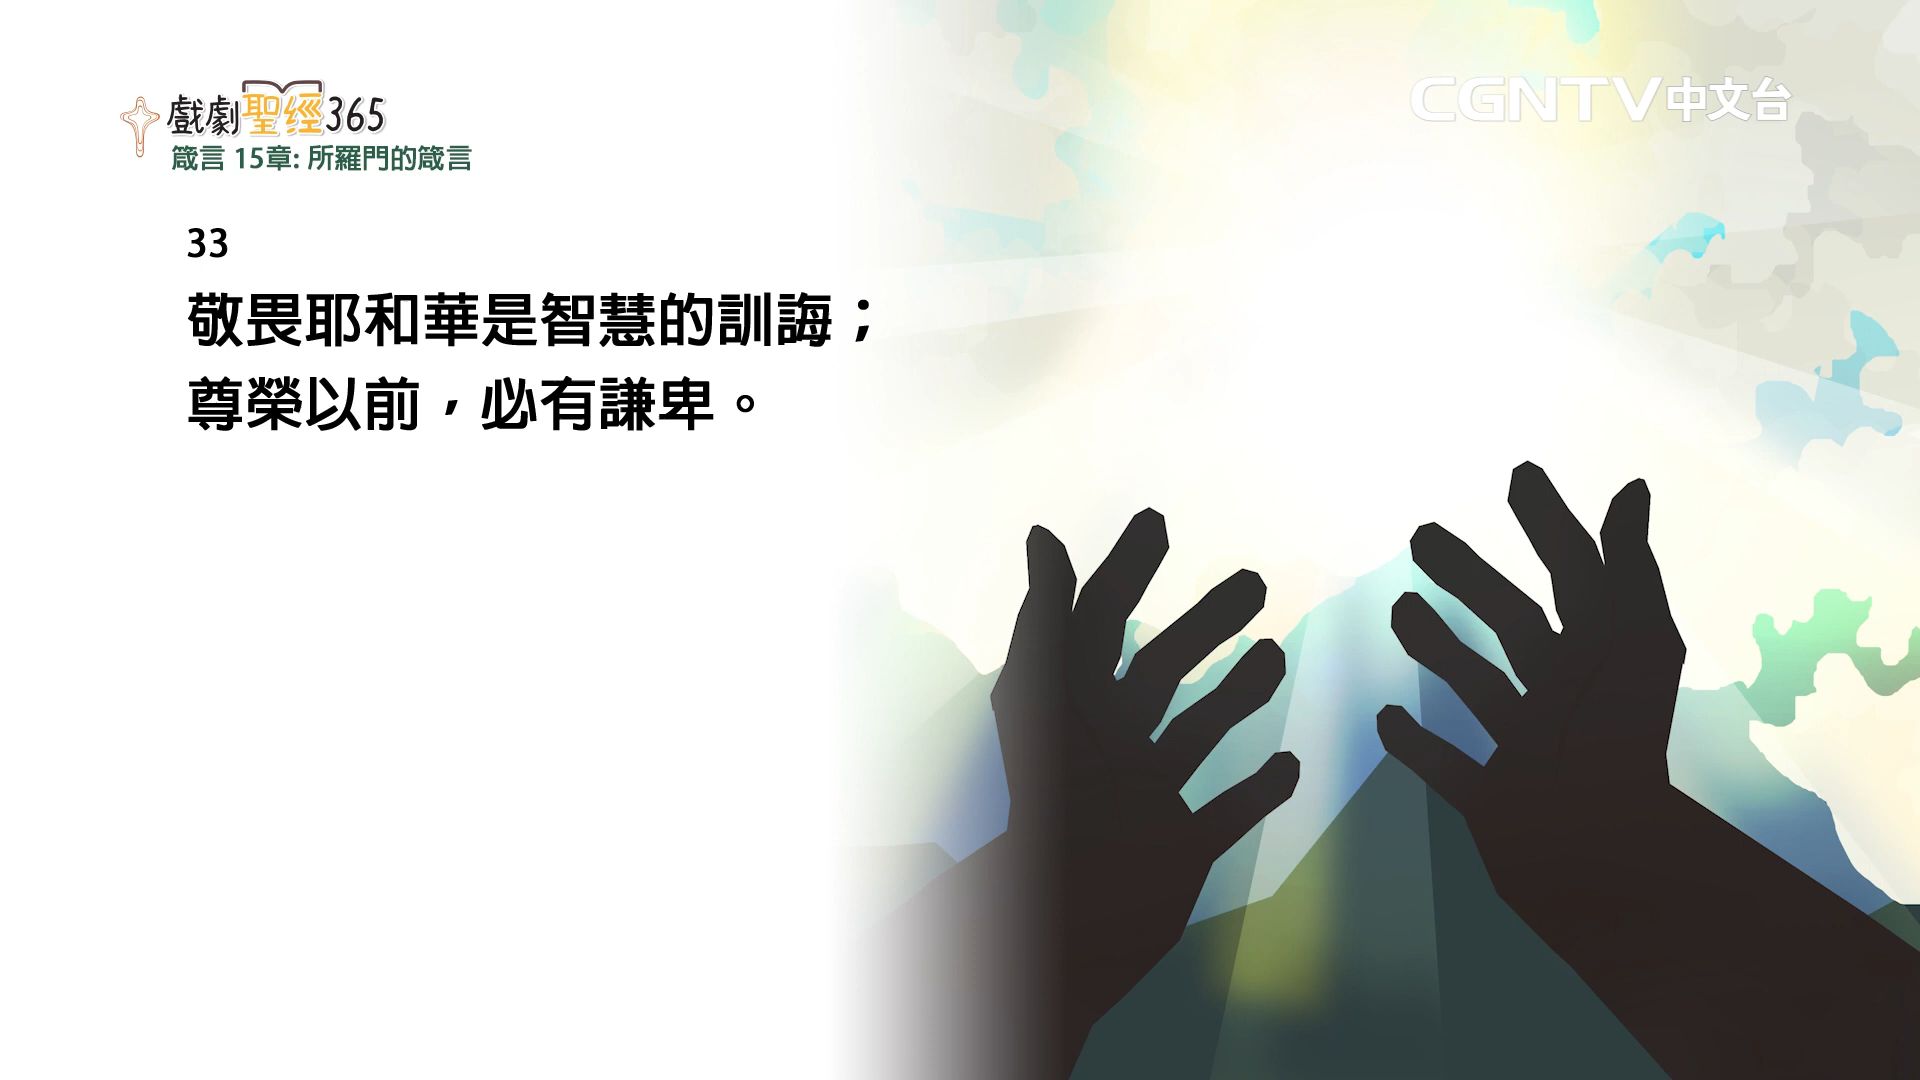 戲劇聖經365
CGNTV中文台
箴言 15章: 所羅門的箴言
33
敬畏耶和華是智慧的訓誨；
尊榮以前，必有謙卑。